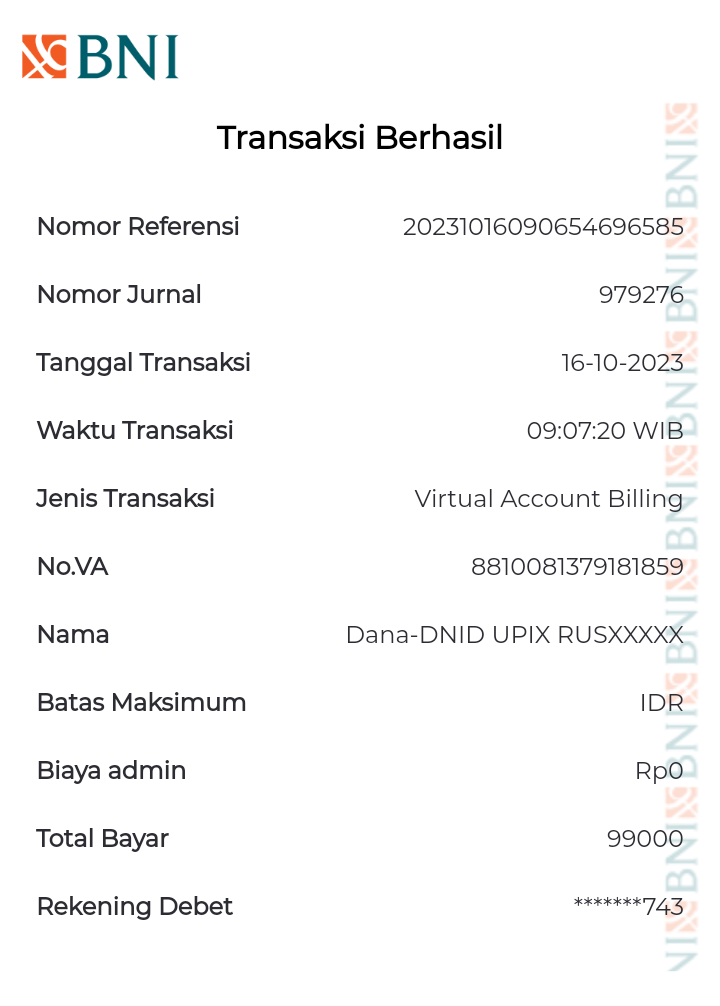 BNI
Transaksi Berhasil
Nomor Referensi 20231016090654696585
Nomor Jurnal 979276
Tanggal Transaksi 16-10-2023
Waktu Transaksi 09:07:20 WIB
Jenis Transaksi Virtual Account Billing
No.VA 8810081379181859
Nama Dana-DNID UPIX RUSXXXXX
Batas Maksimum IDR
Biaya admin Rp0
Total Bayar 99000
Rekening Debet *******743
BNI BNI BNI BNI BNI BNI BNI NI